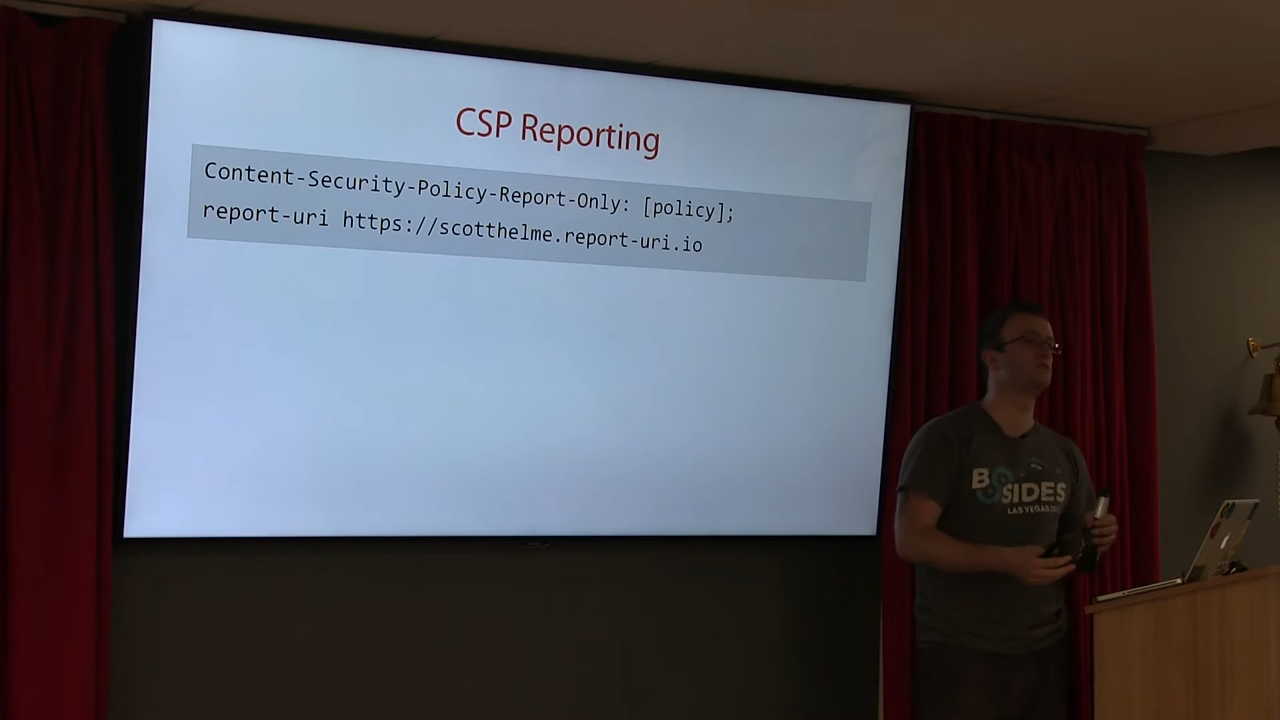 CSP Reporting
Content-Security-Policy-Report-Only: [policy];
report-uri https://scotthelme.report-uri.io
BSIDES
LAS VEGAS